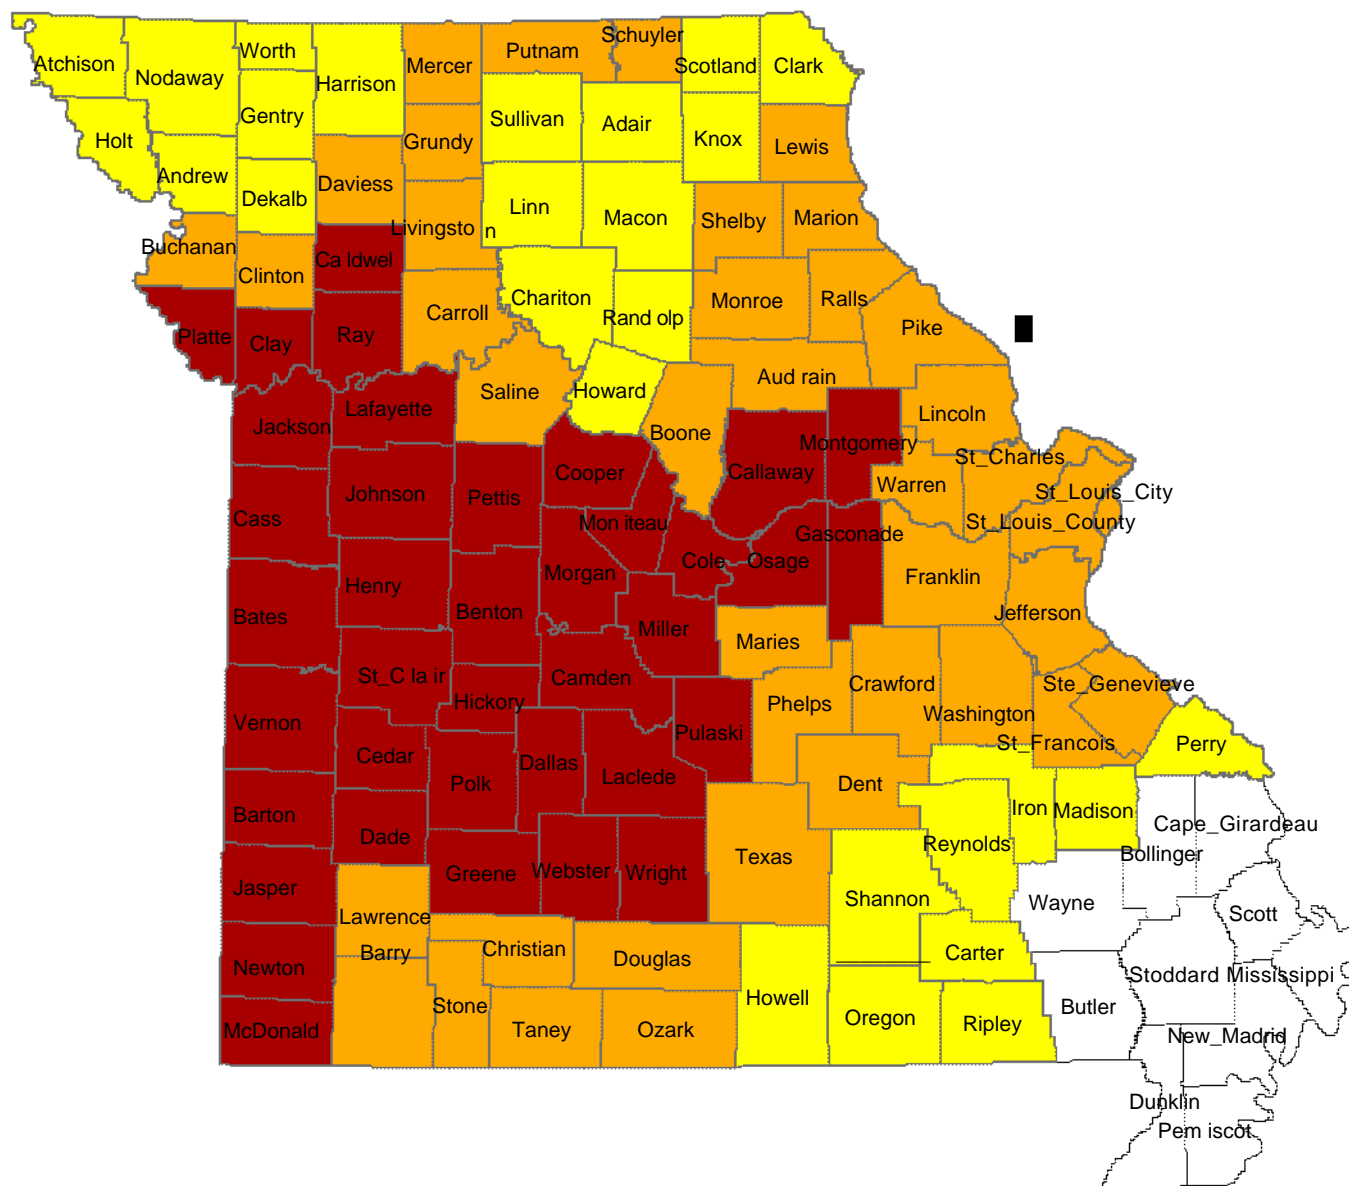 Atchison
Nodaway
Worth
Harrison
Mercer
Putnam
Schuyler
Scotland
Clark
Holt
Gentry
Grundy
Sullivan
Adair
Knox
Lewis
Andrew
Dekalb
Daviess
Livingsto n
Linn
Macon
Shelby
Marion
Buchanan
Clinton
Ca ldwel
Carroll
Chariton
Rand olp
Monroe
Ralls
Pike
Platte
Clay
Ray
Saline
Howard
Aud rain
Lincoln
Jackson
Lafayette
Boone
Callaway
Montgomery
Warren
St_Charles
St_Louis_City
St_Louis_County
Cass
Johnson
Pettis
Cooper
Mon iteau
Cole
Osage
Gasconade
Franklin
Jefferson
Bates
Henry
Benton
Morgan
Miller
Maries
Crawford
Washington
Ste_Genevieve
St_Francois
Perry
Vernon
St_C la ir
Hickory
Camden
Pulaski
Phelps
Cedar
Polk
Dallas
Laclede
Dent
Iron
Madison
Cape_Girardeau
Bollinger
Barton
Dade
Greene
Webster
Wright
Texas
Reynolds
Shannon
Wayne
Scott
Jasper
Lawrence
Barry
Christian
Douglas
Carter
Stoddard
Mississippi
Newton
Stone
Taney
Ozark
Howell
Oregon
Ripley
Butler
New_Madrid
McDonald
Dunklin
Pem iscot